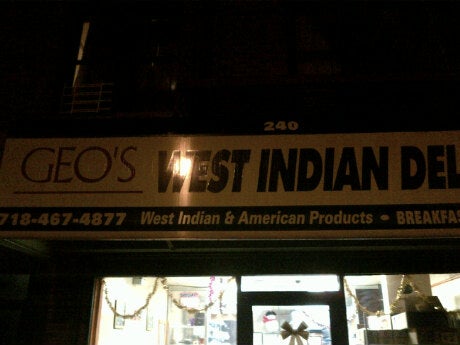 240
GEO'S WEST INDIAN DEL
718-467-4877 West Indian & American Products • BREAKFAS